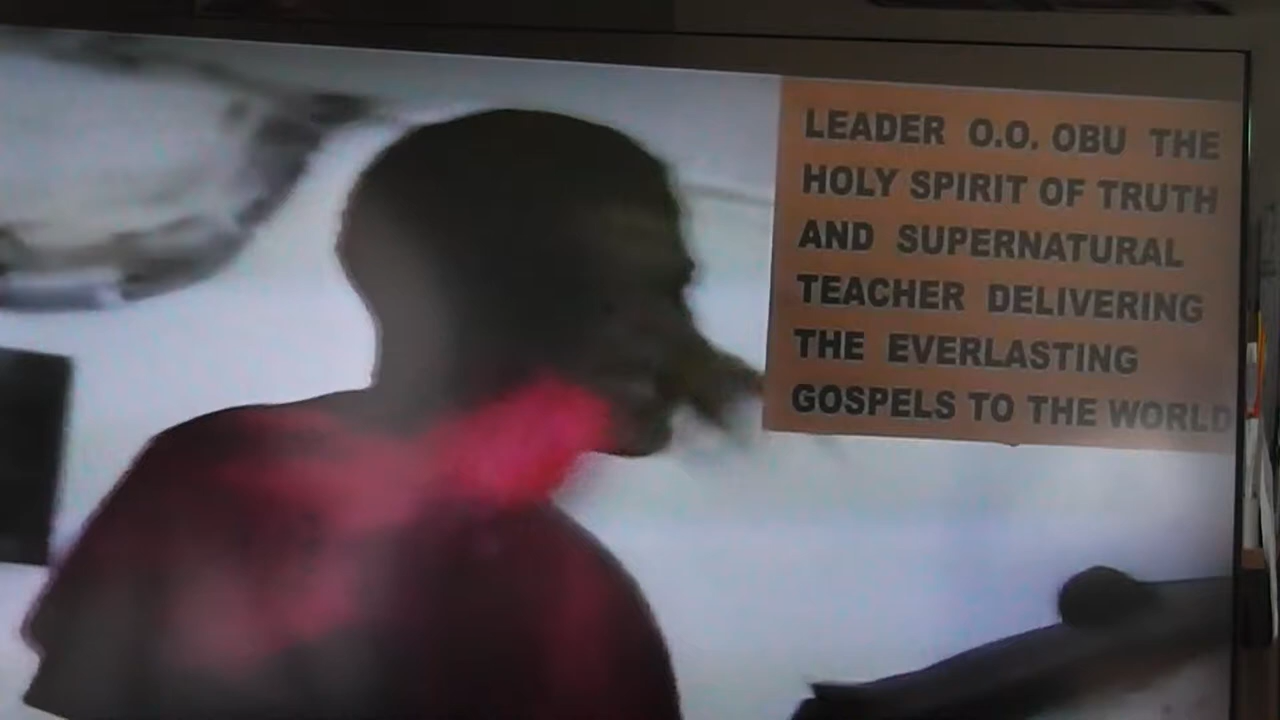 LEADER O.O. OBU THE
HOLY SPIRIT OF TRUTH
AND SUPERNATURAL
TEACHER DELIVERING
THE EVERLASTING
GOSPELS TO THE WORLD